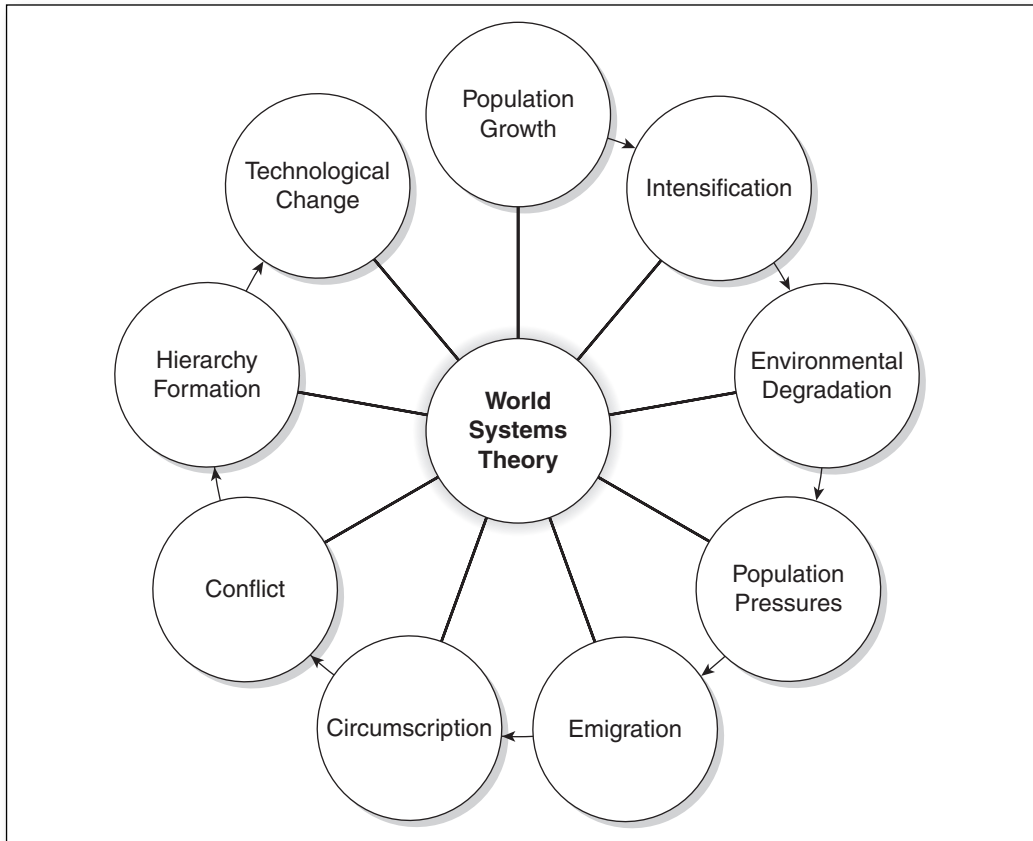 Population
Growth
Intensification
Environmental
Degradation
Population
Pressures
Emigration
Circumscription
Conflict
Hierarchy
Formation
Technological
Change
World
Systems
Theory